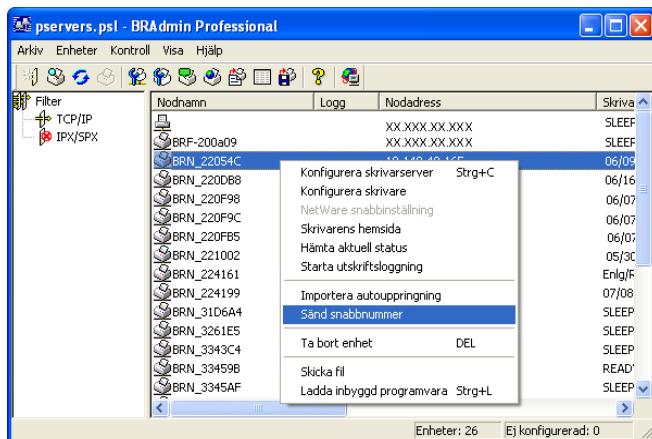 pservers.psl - BRAdmin Professional
Arkiv Enheter Kontroll Visa Hjälp
Filter
TCP/IP
IPX/SPX
Nodnamn Logg Nodadress Skriva
XX.XXX.XX.XXX SLEEP
BRF-200a09 XX.XXX.XX.XXX SLEEP
BRN_22054C 06/09
BRN_220DB8 06/16
BRN_220F98 06/07
BRN_220F9C 06/07
BRN_220FB5 06/07
BRN_221002 05/30
BRN_224161 Enlg/R
BRN_224199 07/08
BRN_31D6A4 SLEEP
BRN_3261E5 SLEEP
BRN_3343C4 SLEEP
BRN_33459B READY
BRN_3345AF SLEEP
Konfigurera skrivarserver Strg+C
Konfigurera skrivare
NetWare snabbinställning
Skrivarens hemsida
Hämta aktuell status
Starta utskriftsloggning
Importera autouppringning
Sänd snabbnummer
Ta bort enhet DEL
Skicka fil
Ladda inbyggd programvara Strg+L
Enheter: 26 Ej konfigurerad: 0